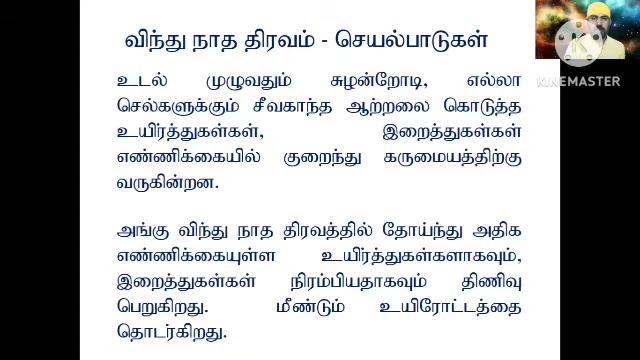 விந்து நாத திரவம் - செயல்பாடுகள்
உடல் முழுவதும் சுழன்றோடி, எல்லா
செல்களுக்கும் சீவகாந்த ஆற்றலை கொடுத்த
உயிர்த்துகள்கள், இறைத்துகள்கள்
எண்ணிக்கையில் குறைந்து கருமையத்திற்கு
வருகின்றன.
அங்கு விந்து நாத திரவத்தில் தோய்ந்து அதிக
எண்ணிக்கையுள்ள உயிர்த்துகள்களாகவும்,
இறைத்துகள்கள் நிரம்பியதாகவும் திணிவு
பெறுகிறது. மீண்டும் உயிரோட்டத்தை
தொடர்கிறது.
KINEMASTER